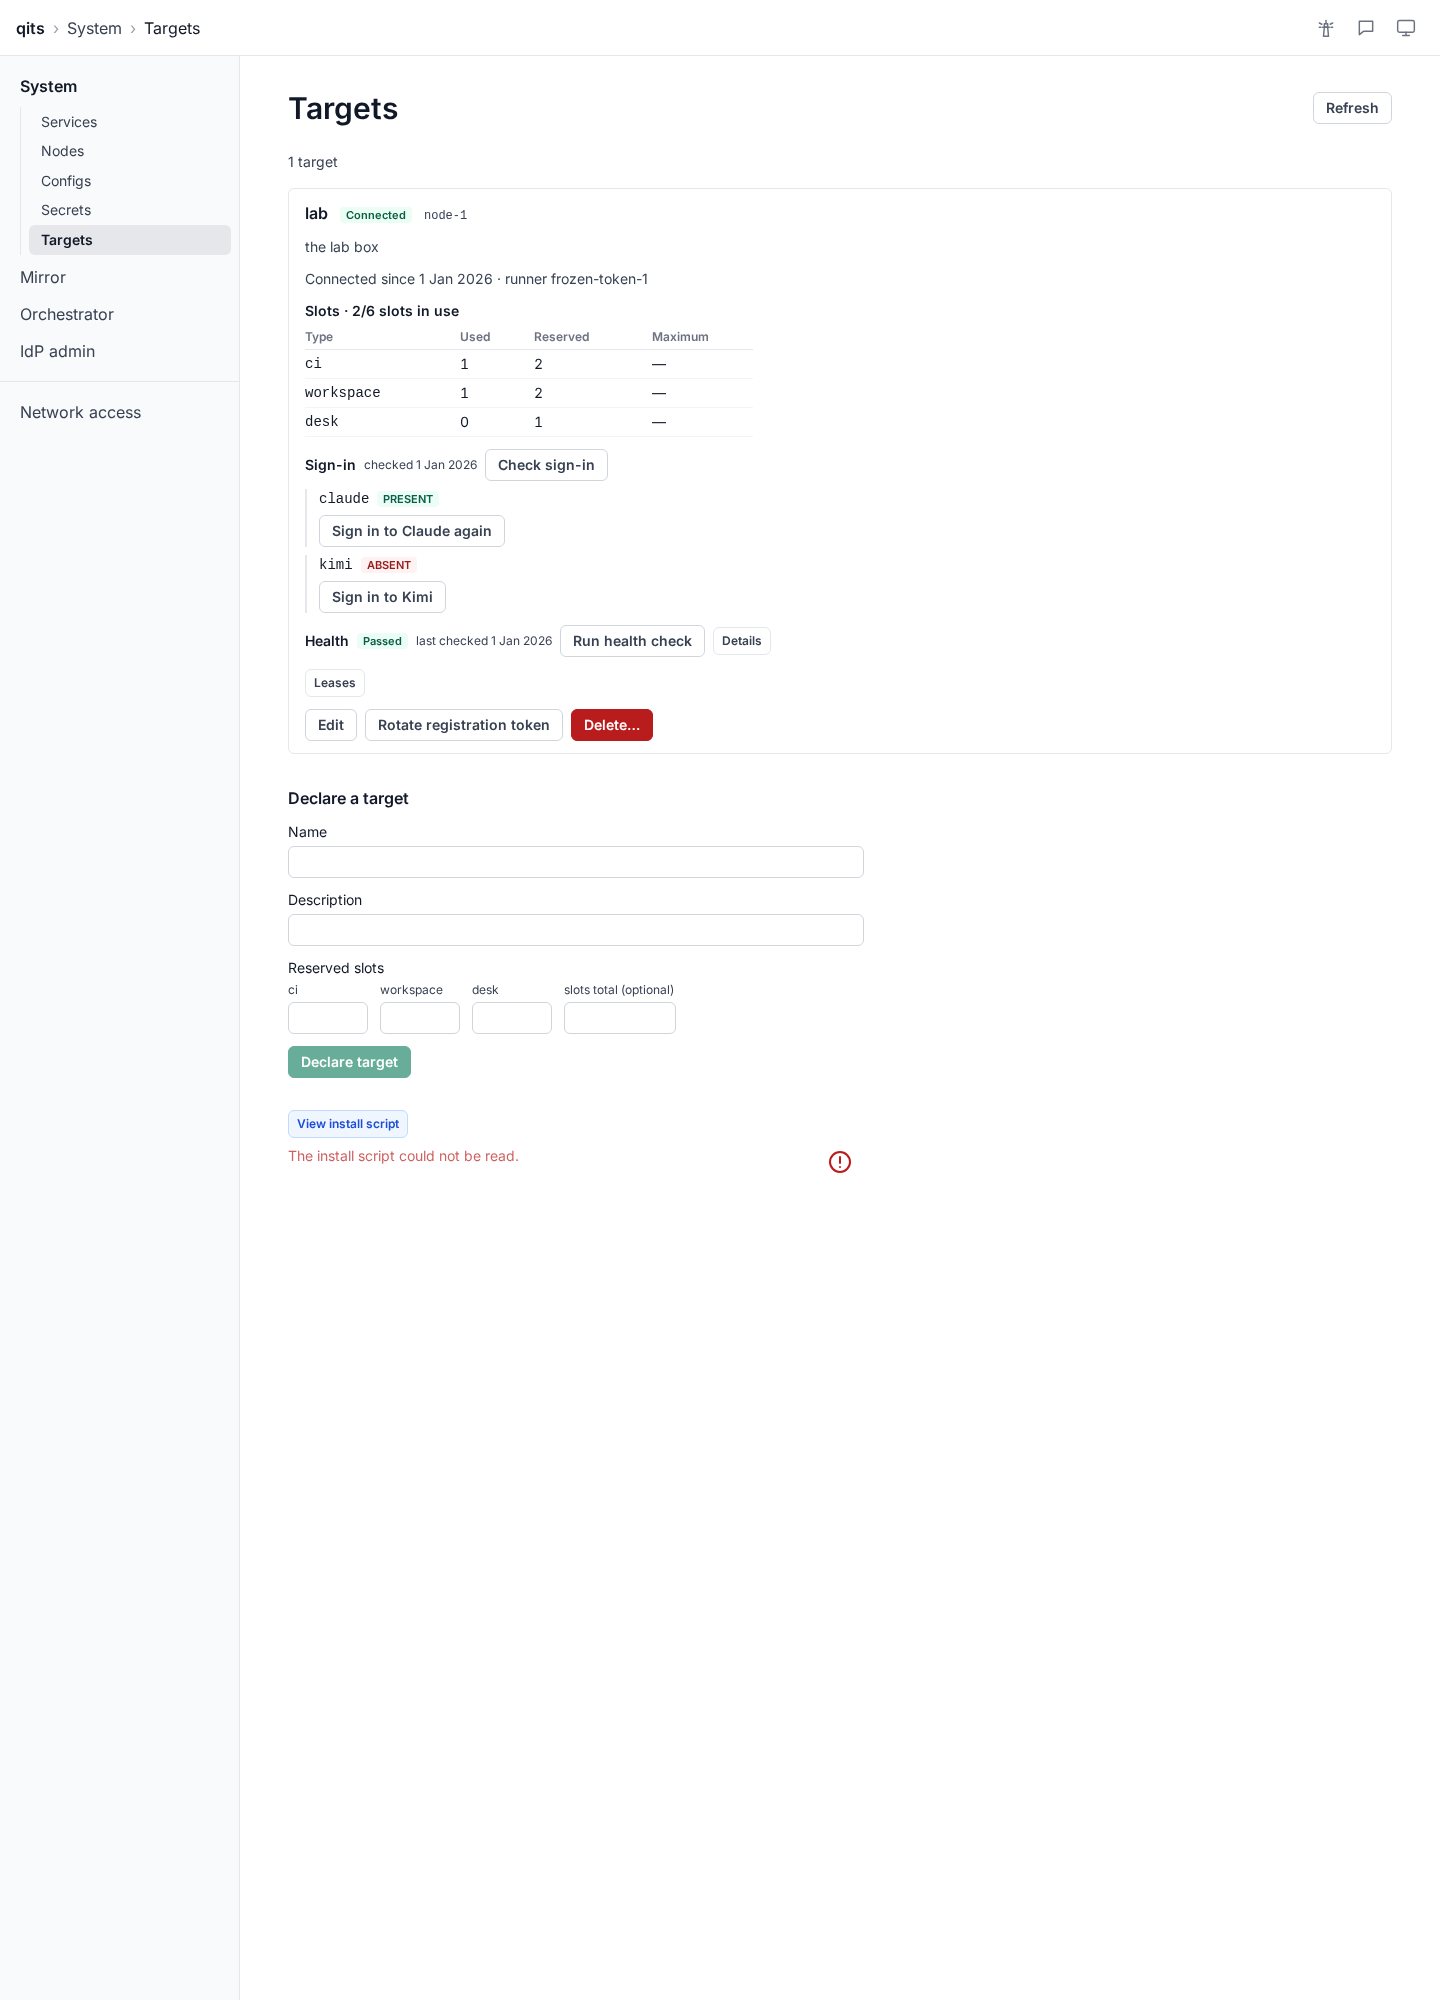 qits › System › Targets
System
Services
Nodes
Configs
Secrets
Targets
Mirror
Orchestrator
IdP admin
Network access
Targets
Refresh
1 target
lab Connected node-1
the lab box
Connected since 1 Jan 2026 · runner frozen-token-1
Slots · 2/6 slots in use
Type Used Reserved Maximum
ci 1 2 —
workspace 1 2 —
desk 0 1 —
Sign-in checked 1 Jan 2026 Check sign-in
claude PRESENT
Sign in to Claude again
kimi ABSENT
Sign in to Kimi
Health Passed last checked 1 Jan 2026 Run health check Details
Leases
Edit Rotate registration token Delete...
Declare a target
Name
Description
Reserved slots
ci workspace desk slots total (optional)
Declare target
View install script
The install script could not be read.